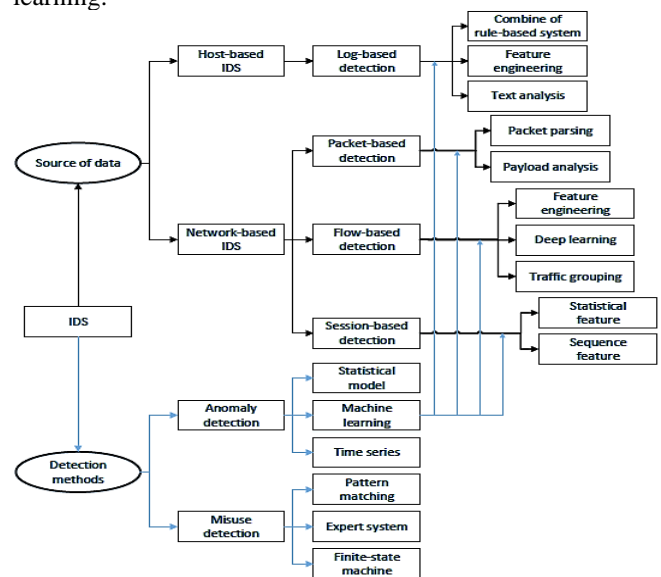 learning.
Combine of
rule-based system
Host-based
IDS
Log-based
detection
Feature
engineering
Text analysis
Packet-based
detection
Packet parsing
Payload analysis
Source of data
Feature
engineering
Network-based
IDS
Flow-based
detection
Deep learning
Traffic grouping
IDS
Session-based
detection
Statistical
feature
Sequence
feature
Statistical
model
Anomaly
detection
Machine
learning
Time series
Detection
methods
Pattern
matching
Misuse
detection
Expert system
Finite-state
machine